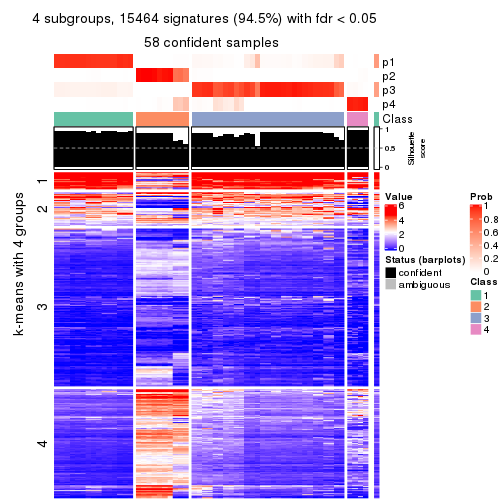 4 subgroups, 15464 signatures (94.5%) with fdr < 0.05
58 confident samples
p1
p2
p3
p4
Class
1
0.5
0
Silhouette
score
k-means with 4 groups
1
2
3
4
Value
6
4
2
0
Status (barplots)
confident
ambiguous
Prob
1
0.8
0.6
0.4
0.2
0
Class
1
2
3
4